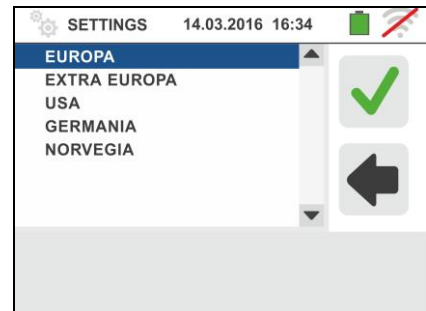 SETTINGS 14.03.2016 16:34
EUROPA
EXTRA EUROPA
USA
GERMANIA
NORVEGIA